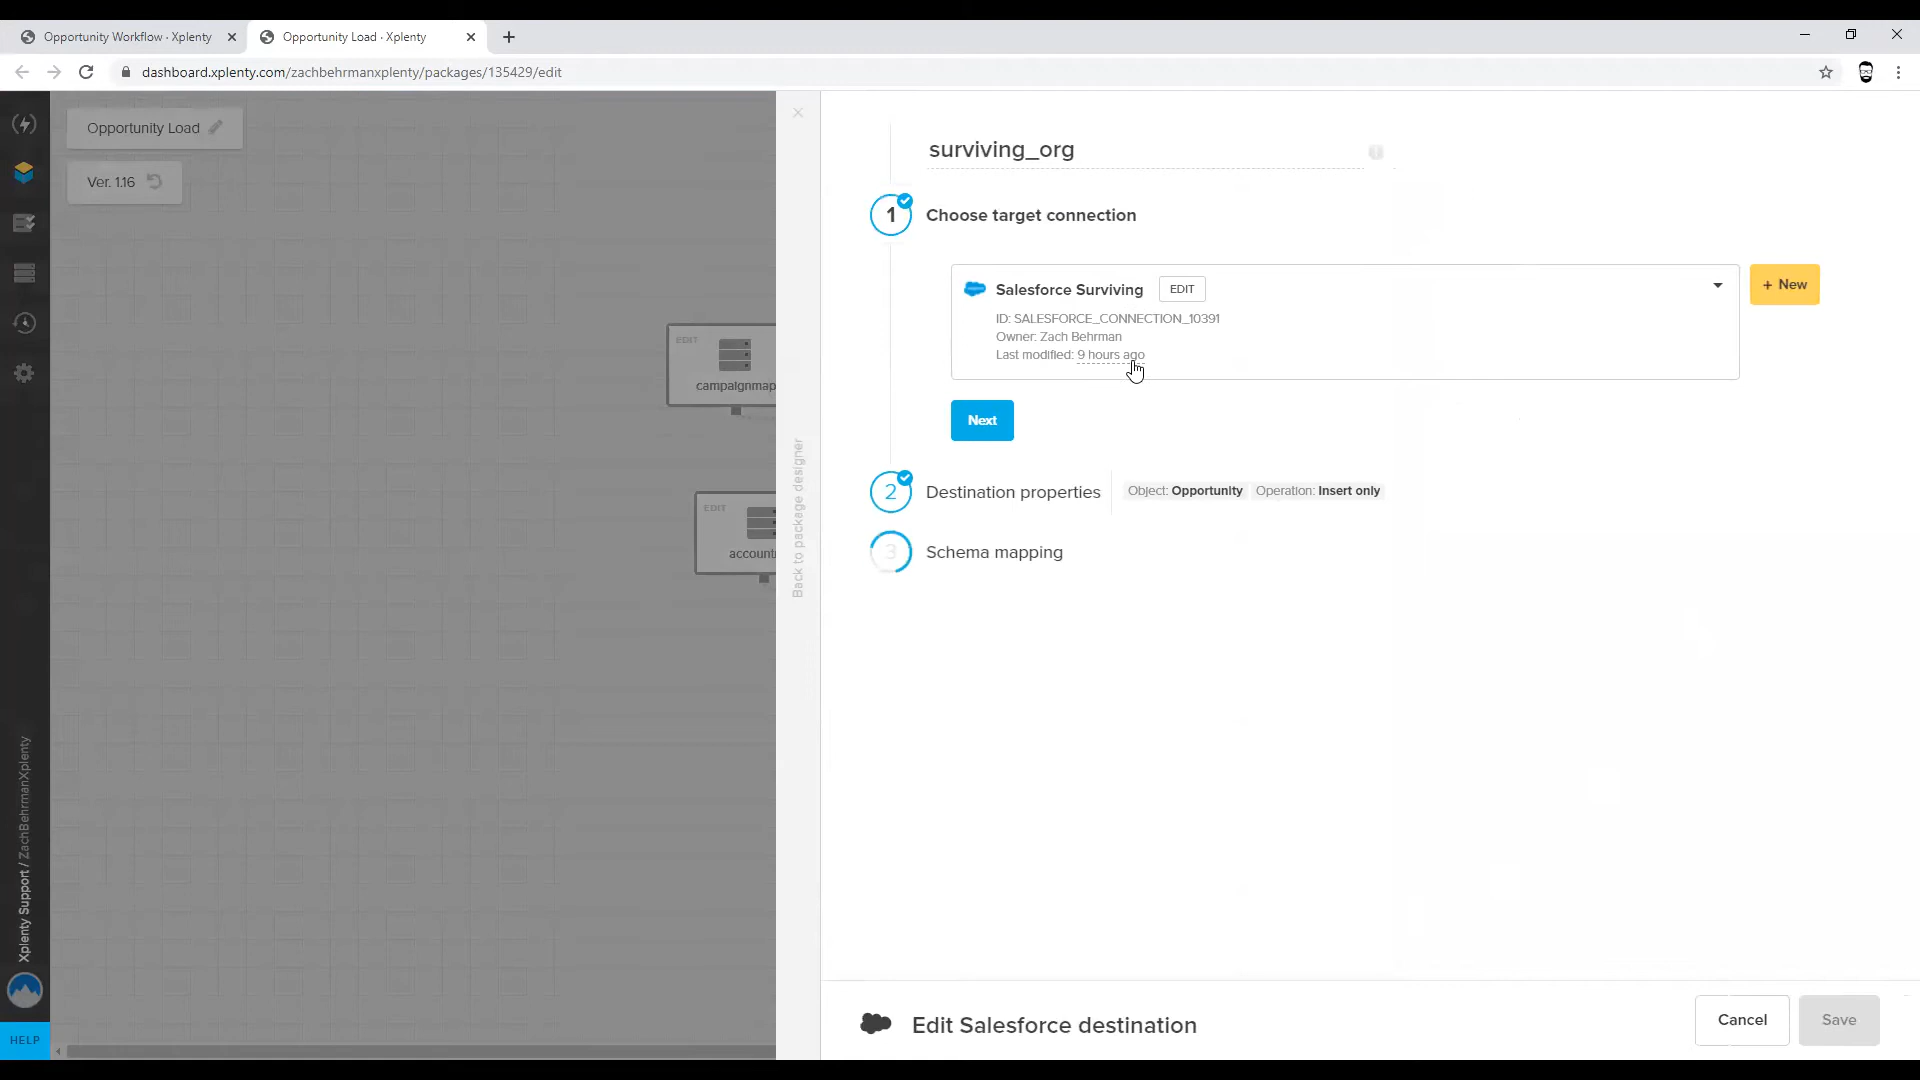 Opportunity Workflow · Xplenty
Opportunity Load · Xplenty
dashboard.xplenty.com/zachbehrmanxplenty/packages/135429/edit
Opportunity Load
Ver. 1.16
EDIT
campaignmap
EDIT
account
Back to package designer
surviving_org
1
Choose target connection
Salesforce Surviving
EDIT
+ New
ID: SALESFORCE_CONNECTION_10391
Owner: Zach Behrman
Last modified: 9 hours ago
Next
2
Destination properties
Object: Opportunity
Operation: Insert only
3
Schema mapping
Xplenty Support / ZachBehrmanXplenty
HELP
Edit Salesforce destination
Cancel
Save